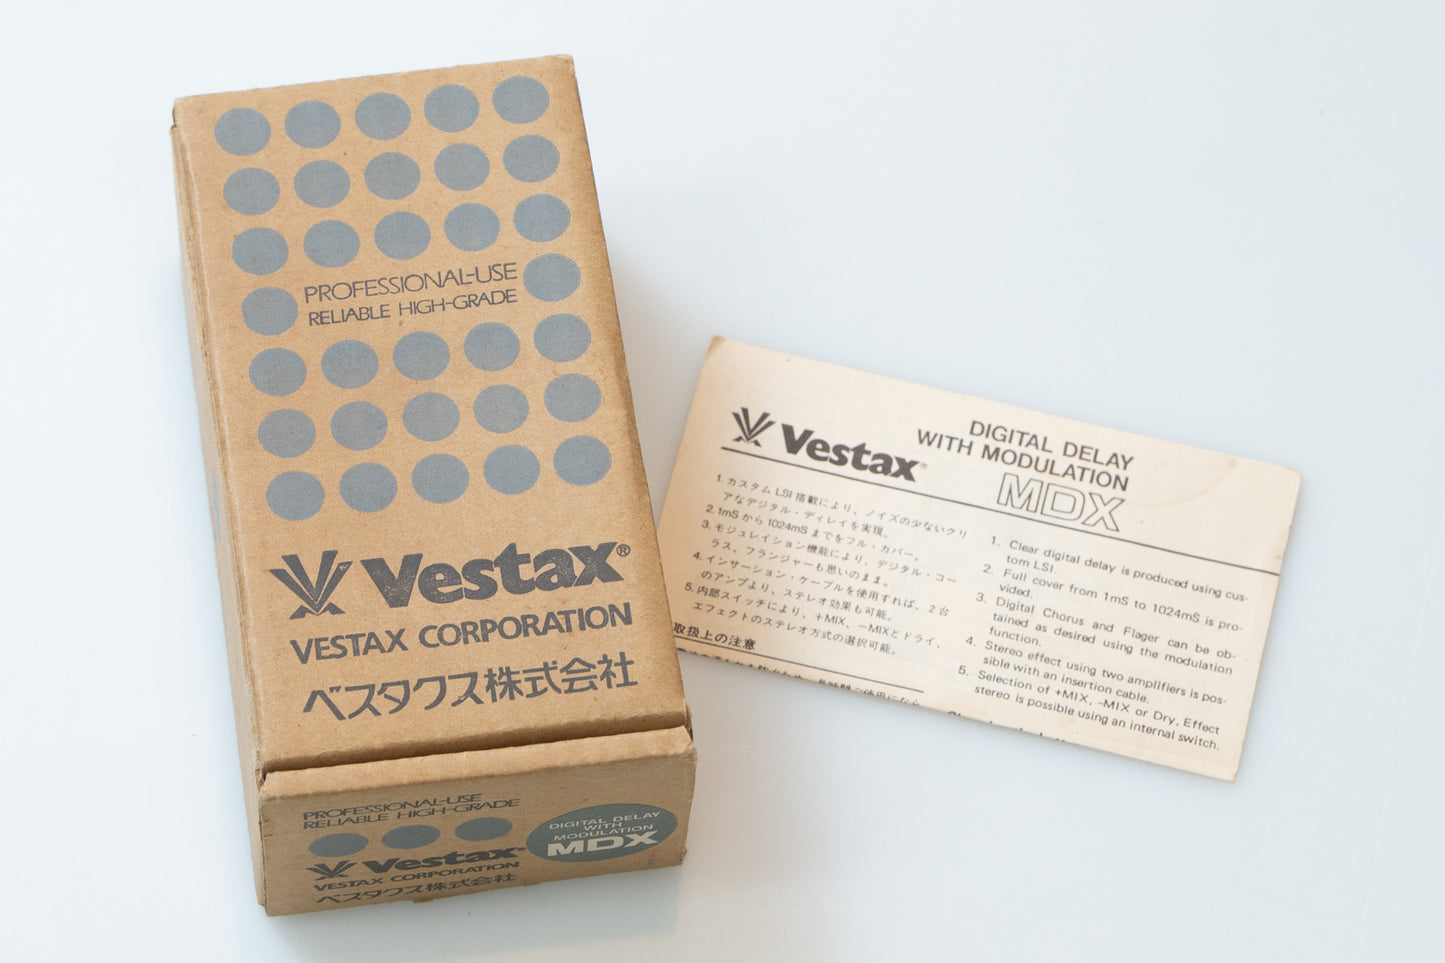 PROFESSIONAL-USE
RELIABLE HIGH-GRADE
Vestax®
VESTAX CORPORATION
ベスタクス株式会社
PROFESSIONAL-USE
RELIABLE HIGH-GRADE
Vestax®
VESTAX CORPORATION
ベスタクス株式会社
DIGITAL DELAY
WITH
MODULATION
MDX
Vestax®
DIGITAL DELAY
WITH MODULATION
MDX
1. カスタム LSI 搭載により、ノイズの少ないクリ
アなデジタル・ディレイを実現。
2. 1mS から 1024mS までをフル・カバー。
3. モジュレイション機能により、デジタル・コー
ラス、フランジャーも思いのまま。
4. インサーション・ケーブルを使用すれば、2台
のアンプより、ステレオ効果も可能。
5. 内部スイッチにより、+MIX、−MIXとドライ、
エフェクトのステレオ方式の選択可能。
取扱上の注意
1. Clear digital delay is produced using cus-
tom LSI.
2. Full cover from 1mS to 1024mS is pro-
vided.
3. Digital Chorus and Flager can be ob-
tained as desired using the modulation
function.
4. Stereo effect using two amplifiers is pos-
sible with an insertion cable.
5. Selection of +MIX, −MIX or Dry, Effect
stereo is possible using an internal switch.